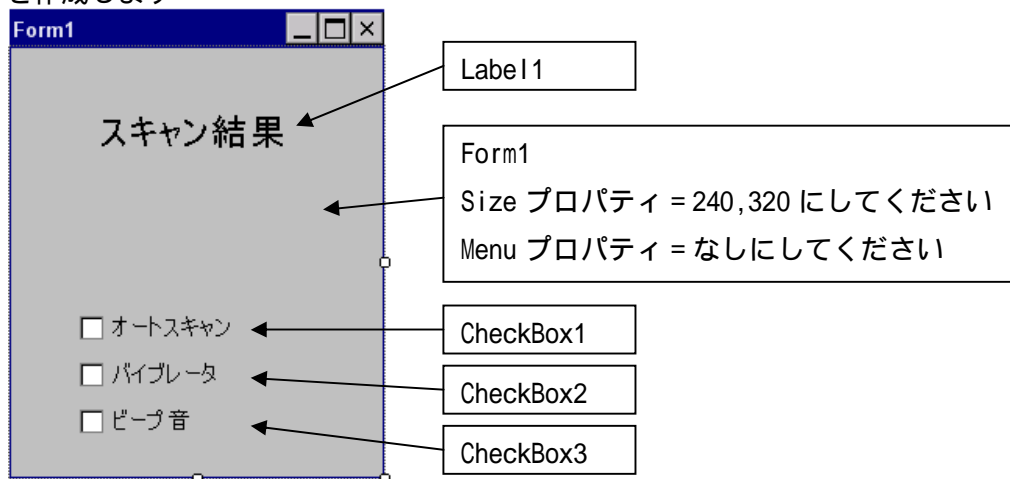 を作成します
Form1
Label1
スキャン結果
Form1
Size プロパティ = 240,320 にしてください
Menu プロパティ = なしにしてください
オートスキャン
CheckBox1
バイブレータ
CheckBox2
ビープ音
CheckBox3